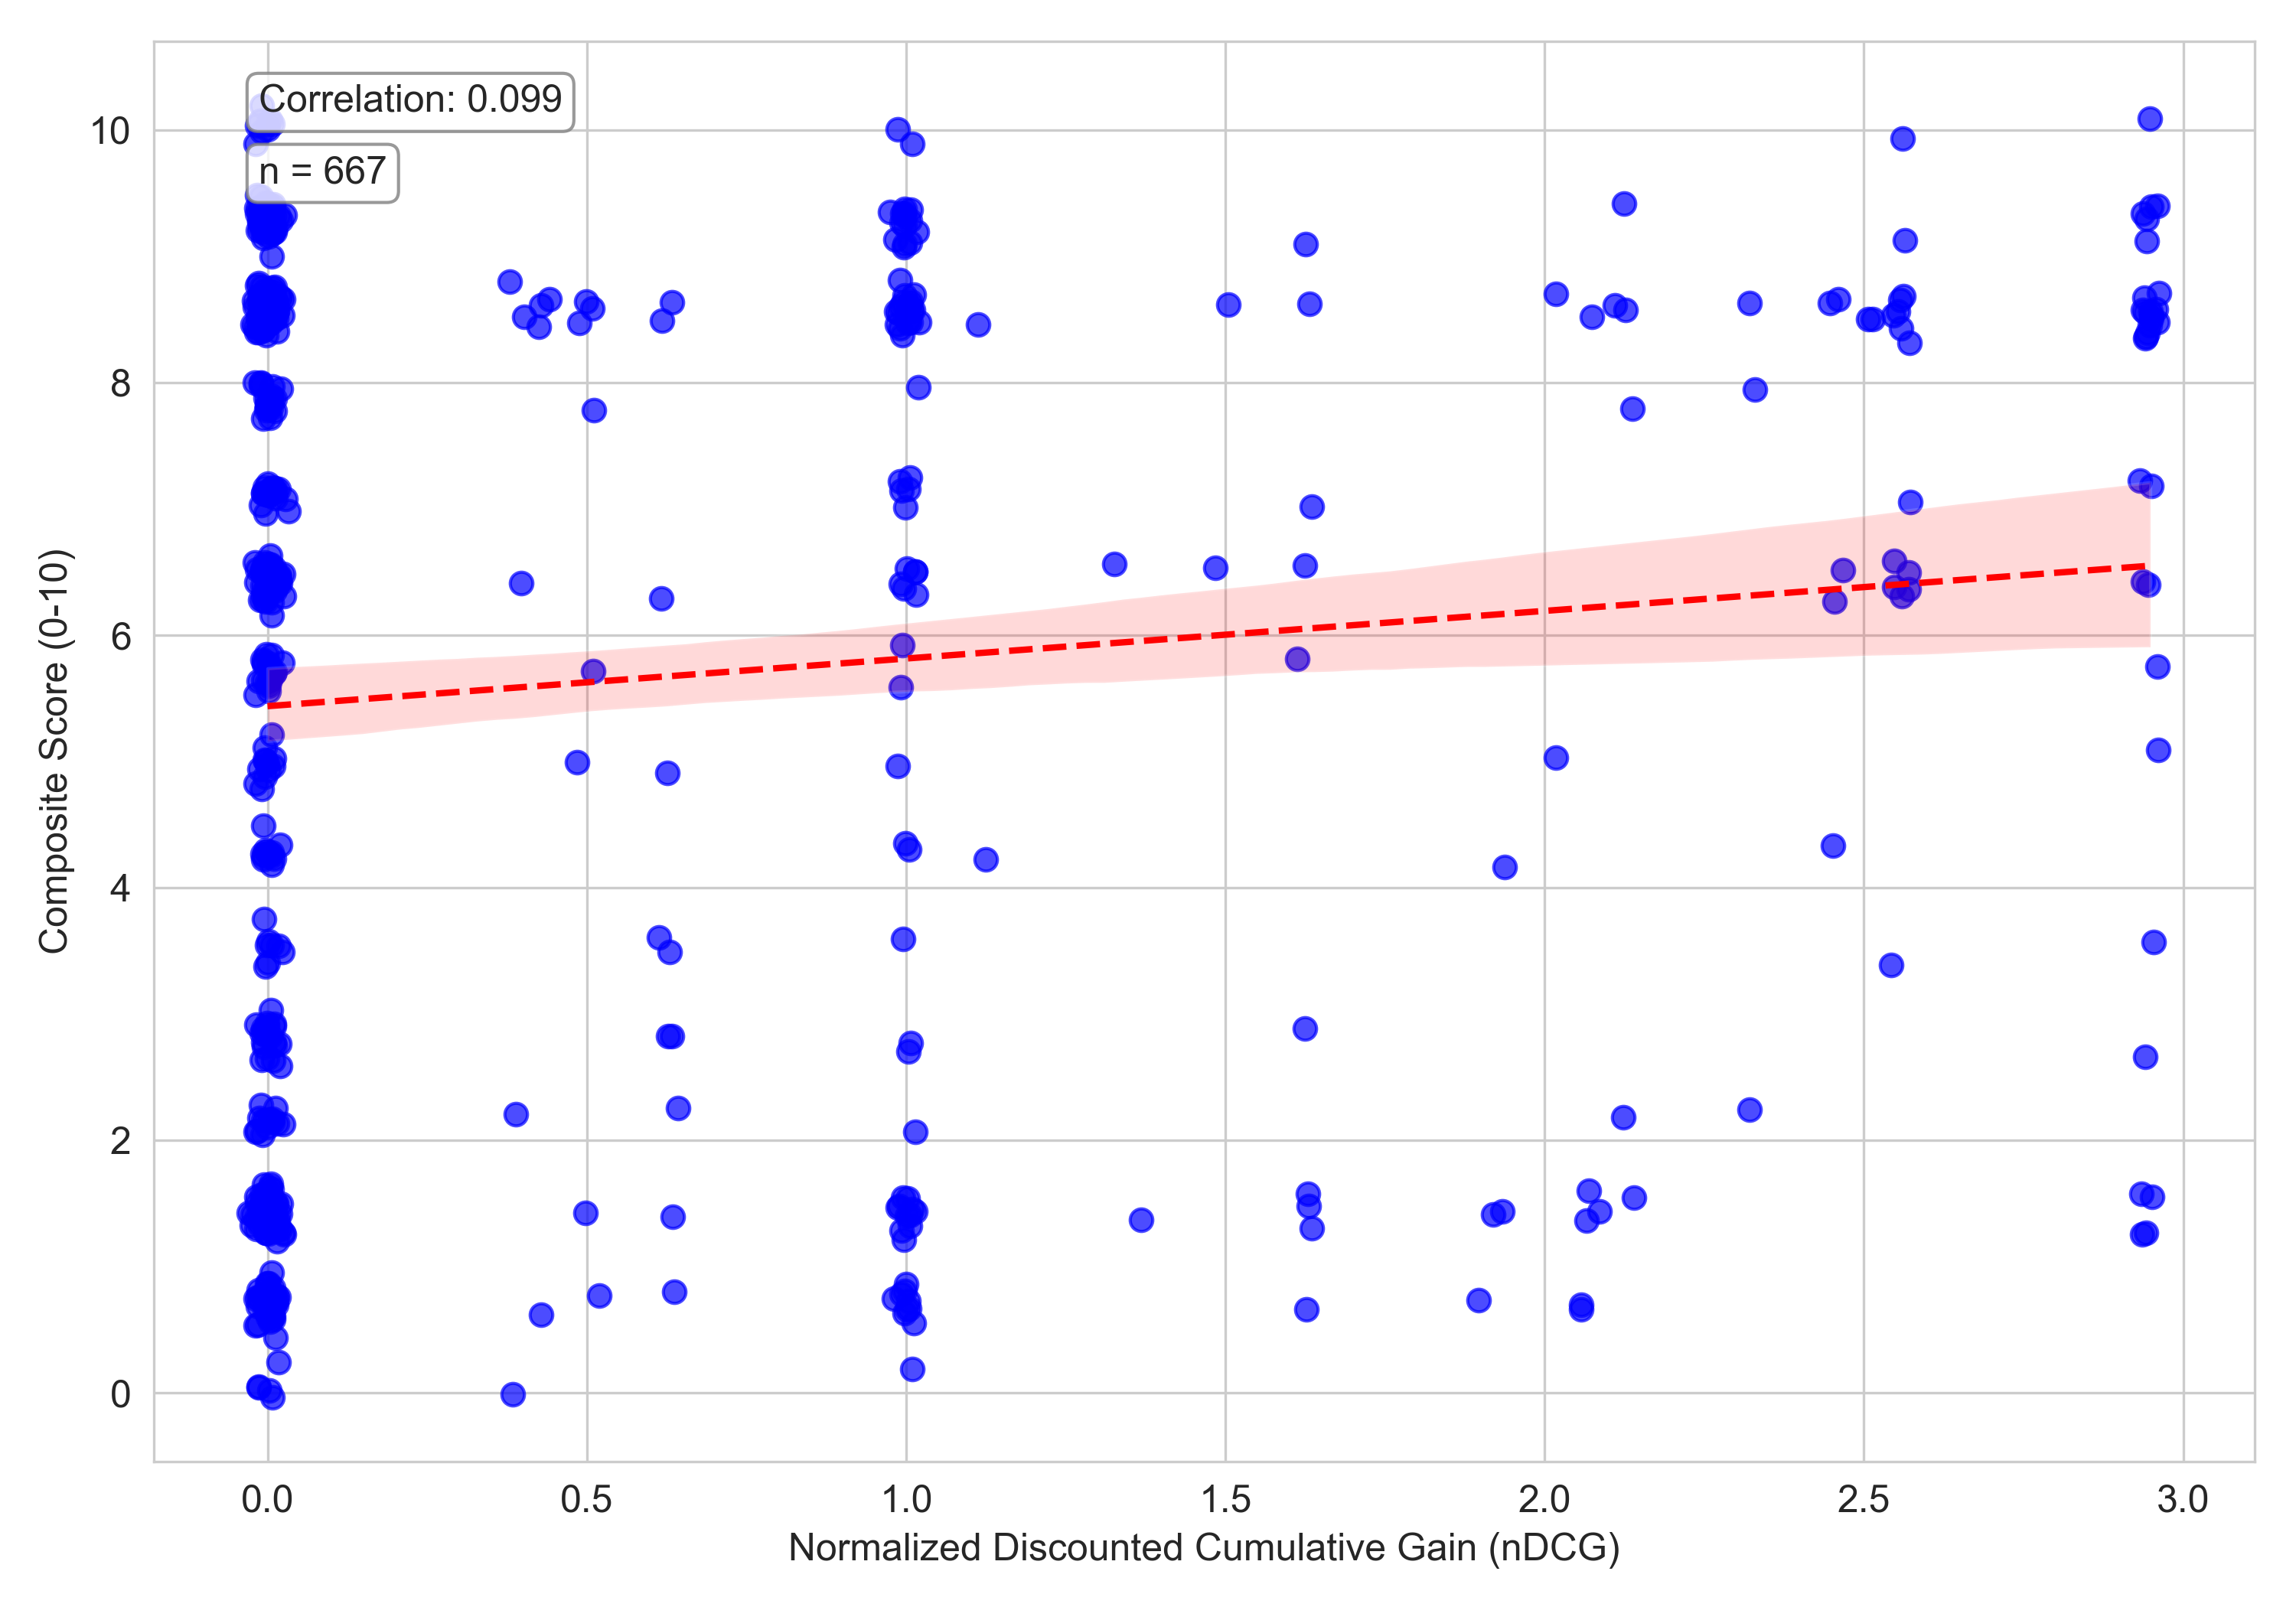 Correlation: 0.099
n = 667
10
8
6
4
2
0
Composite Score (0-10)
0.0 0.5 1.0 1.5 2.0 2.5 3.0
Normalized Discounted Cumulative Gain (nDCG)